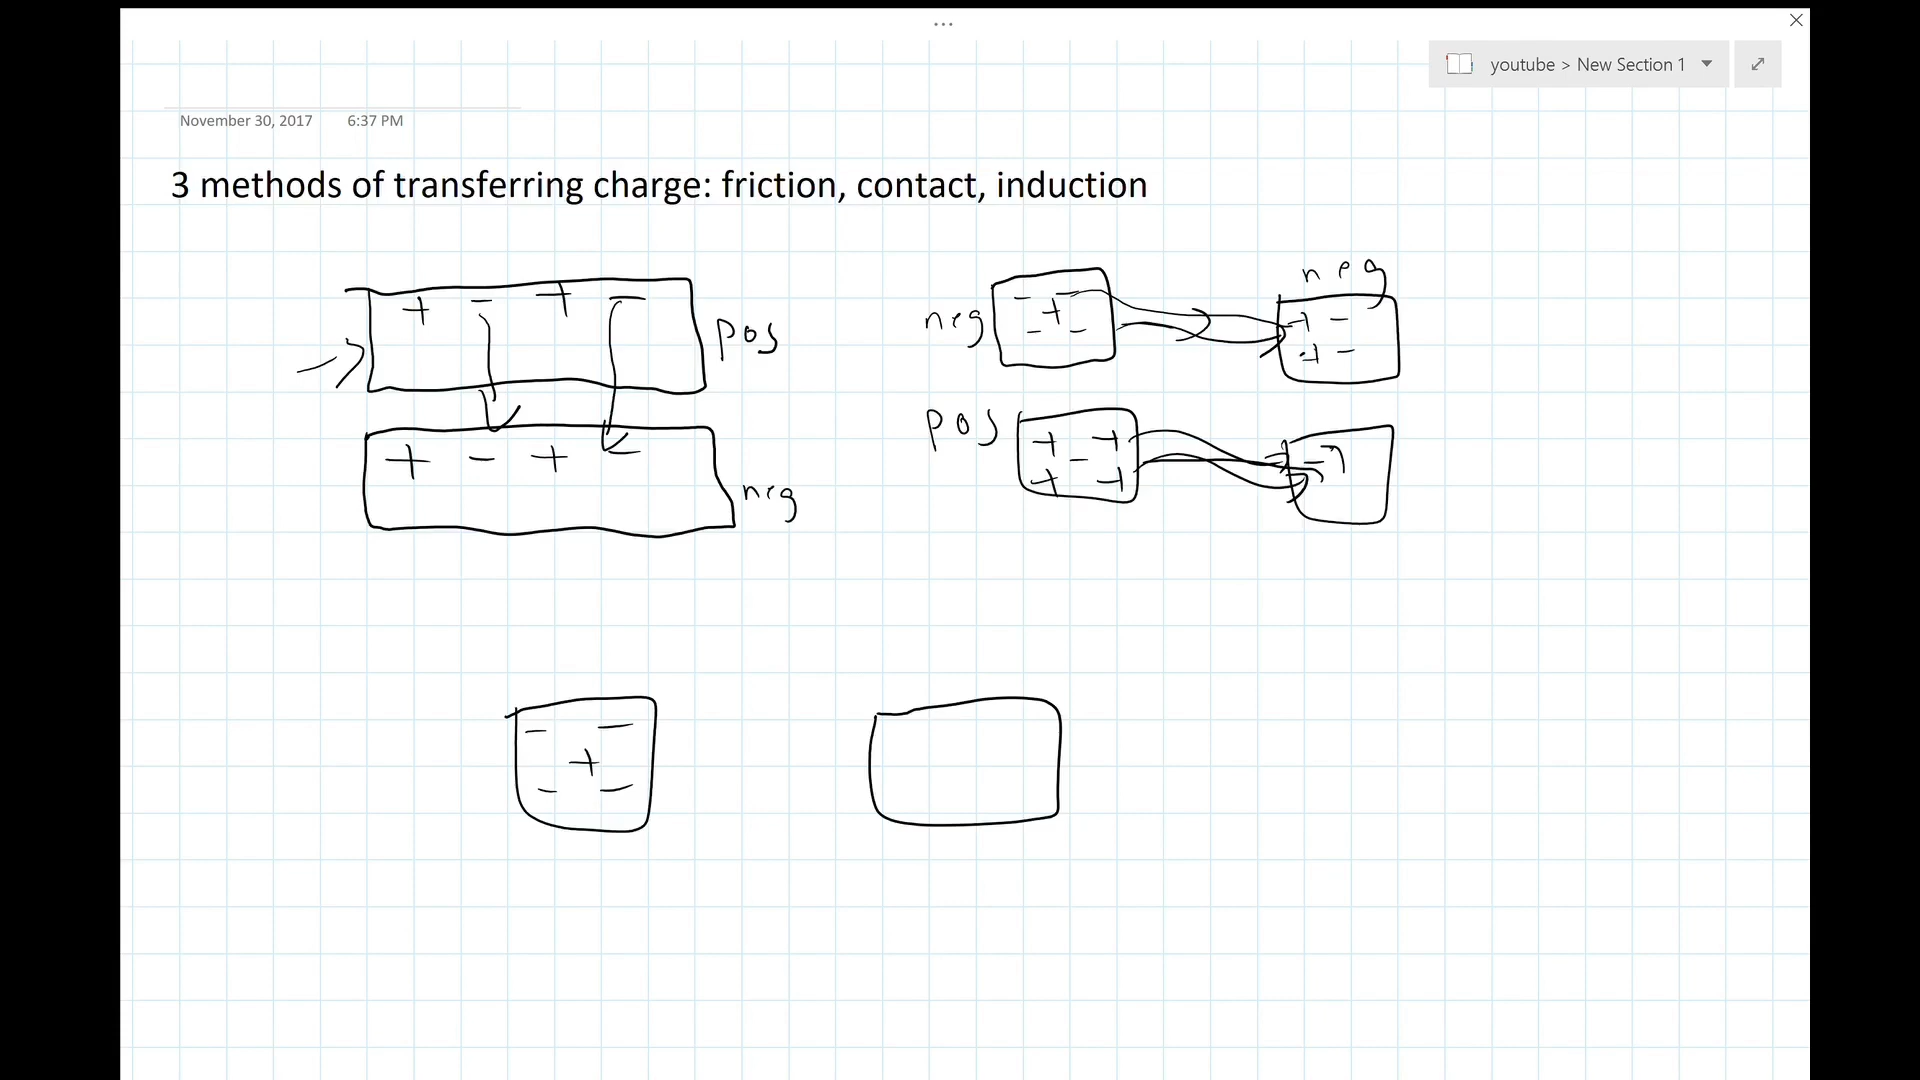 youtube > New Section 1
November 30, 2017 6:37 PM
3 methods of transferring charge: friction, contact, induction
+ - + -
pos
+ - + -
neg
neg
- -
+
- -
neg
+ -
+ -
pos
+ +
-
+ +
- -
+
- -